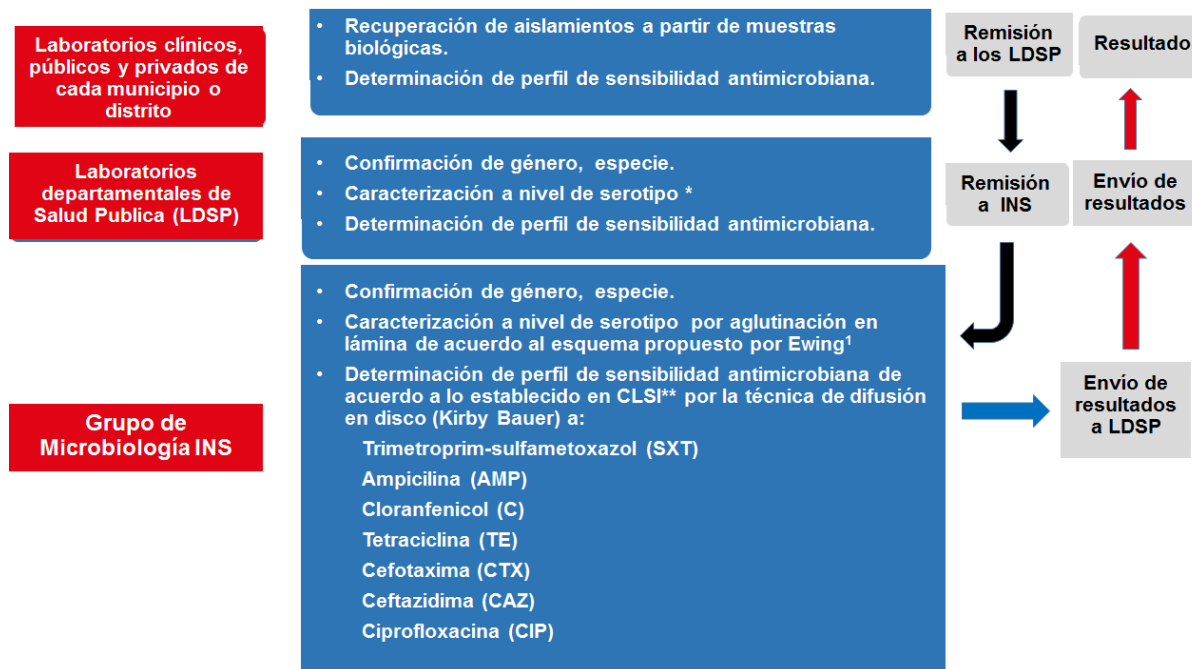 Laboratorios clínicos,
públicos y privados de
cada municipio o
distrito
• Recuperación de aislamientos a partir de muestras
biológicas.
• Determinación de perfil de sensibilidad antimicrobiana.
Remisión
a los LDSP
Resultado
Laboratorios
departamentales de
Salud Publica (LDSP)
• Confirmación de género, especie.
• Caracterización a nivel de serotipo *
• Determinación de perfil de sensibilidad antimicrobiana.
Remisión
a INS
Envío de
resultados
Grupo de
Microbiología INS
• Confirmación de género, especie.
• Caracterización a nivel de serotipo por aglutinación en
lámina de acuerdo al esquema propuesto por Ewing¹
• Determinación de perfil de sensibilidad antimicrobiana de
acuerdo a lo establecido en CLSI** por la técnica de difusión
en disco (Kirby Bauer) a:
Trimetroprim-sulfametoxazol (SXT)
Ampicilina (AMP)
Cloranfenicol (C)
Tetraciclina (TE)
Cefotaxima (CTX)
Ceftazidima (CAZ)
Ciprofloxacina (CIP)
Envío de
resultados
a LDSP